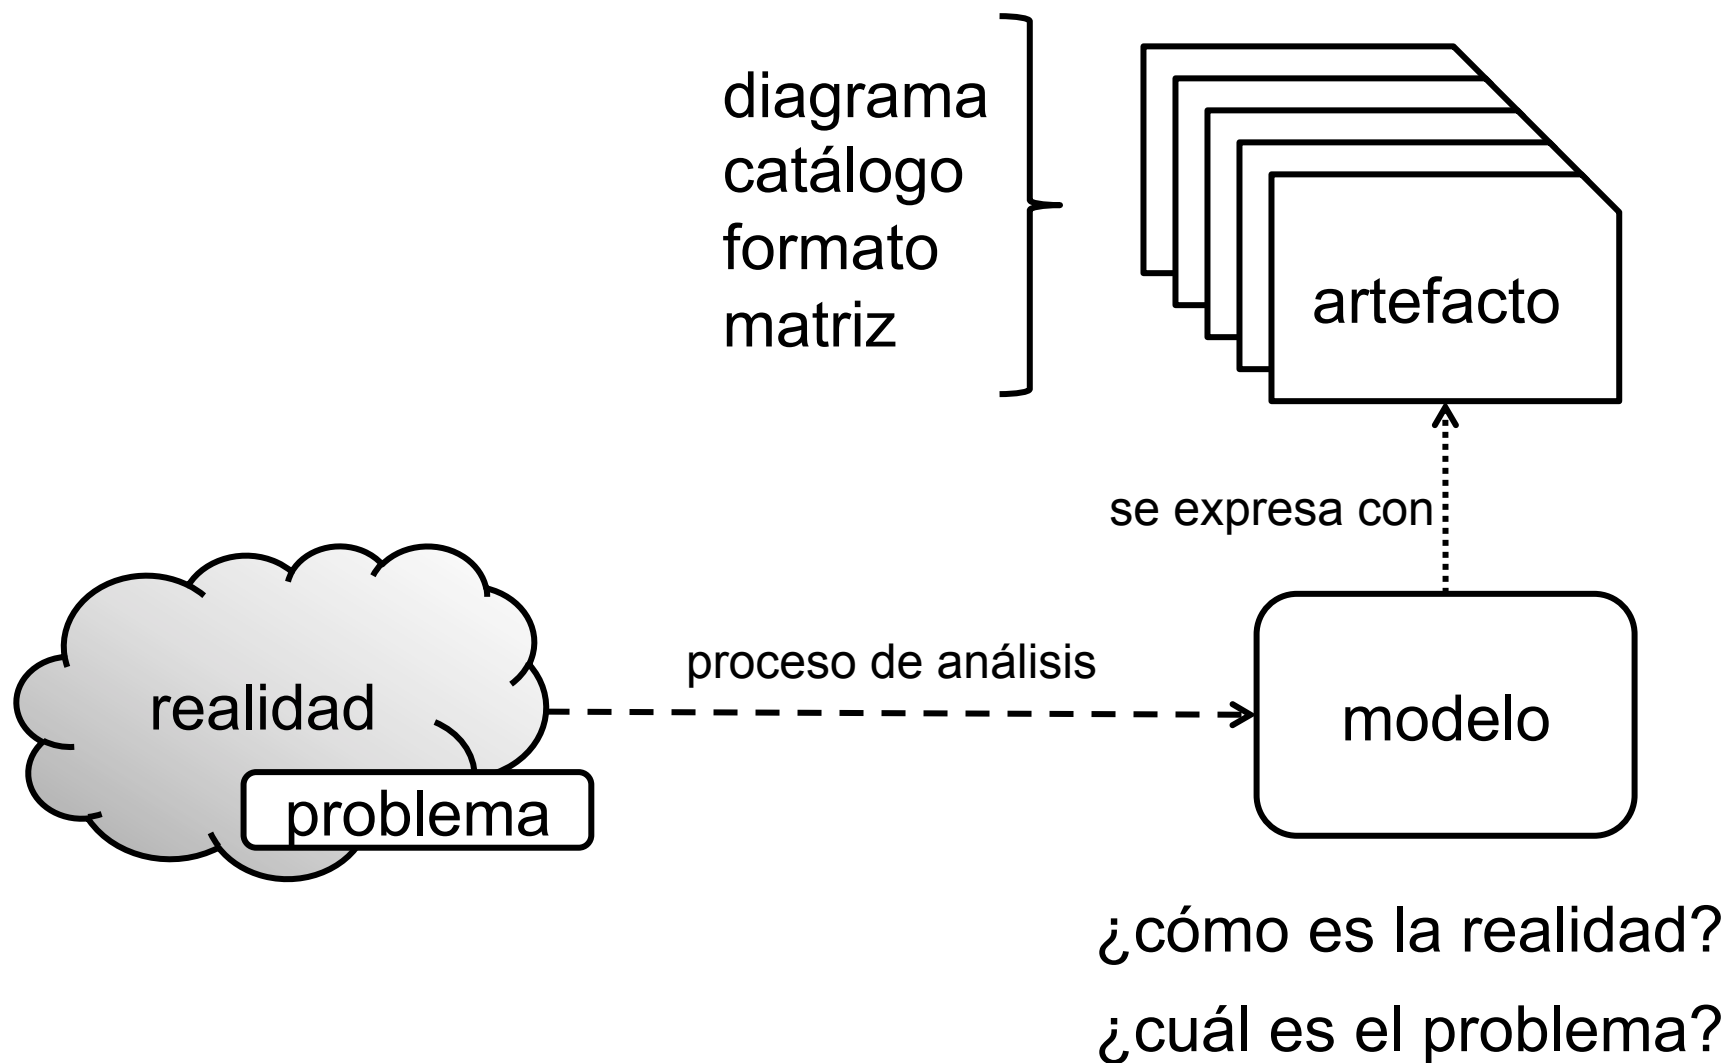 diagrama
catálogo
formato
matriz
artefacto
se expresa con
realidad
problema
proceso de análisis
modelo
¿cómo es la realidad?
¿cuál es el problema?